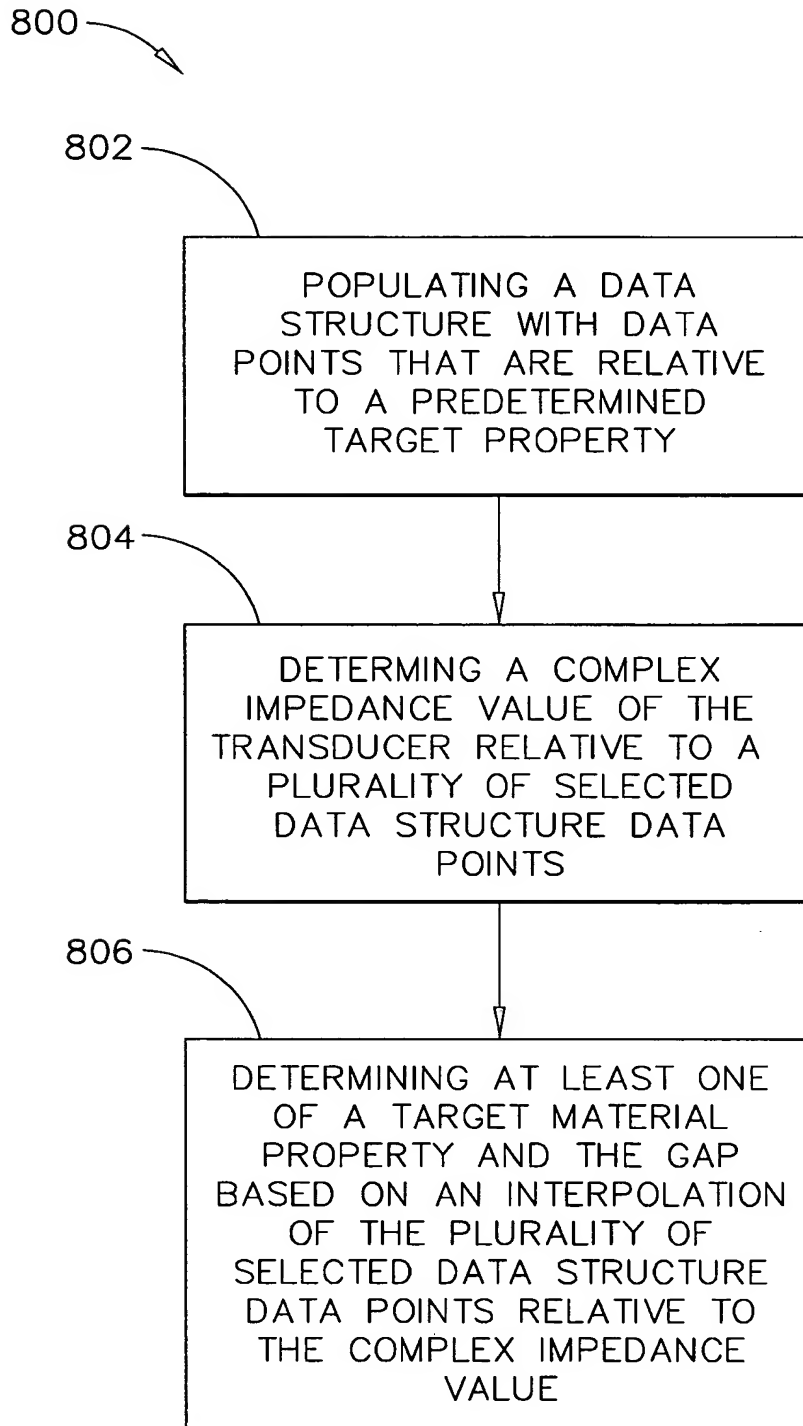 800
802
POPULATING A DATA
STRUCTURE WITH DATA
POINTS THAT ARE RELATIVE
TO A PREDETERMINED
TARGET PROPERTY
804
DETERMING A COMPLEX
IMPEDANCE VALUE OF THE
TRANSDUCER RELATIVE TO A
PLURALITY OF SELECTED
DATA STRUCTURE DATA
POINTS
806
DETERMINING AT LEAST ONE
OF A TARGET MATERIAL
PROPERTY AND THE GAP
BASED ON AN INTERPOLATION
OF THE PLURALITY OF
SELECTED DATA STRUCTURE
DATA POINTS RELATIVE TO
THE COMPLEX IMPEDANCE
VALUE